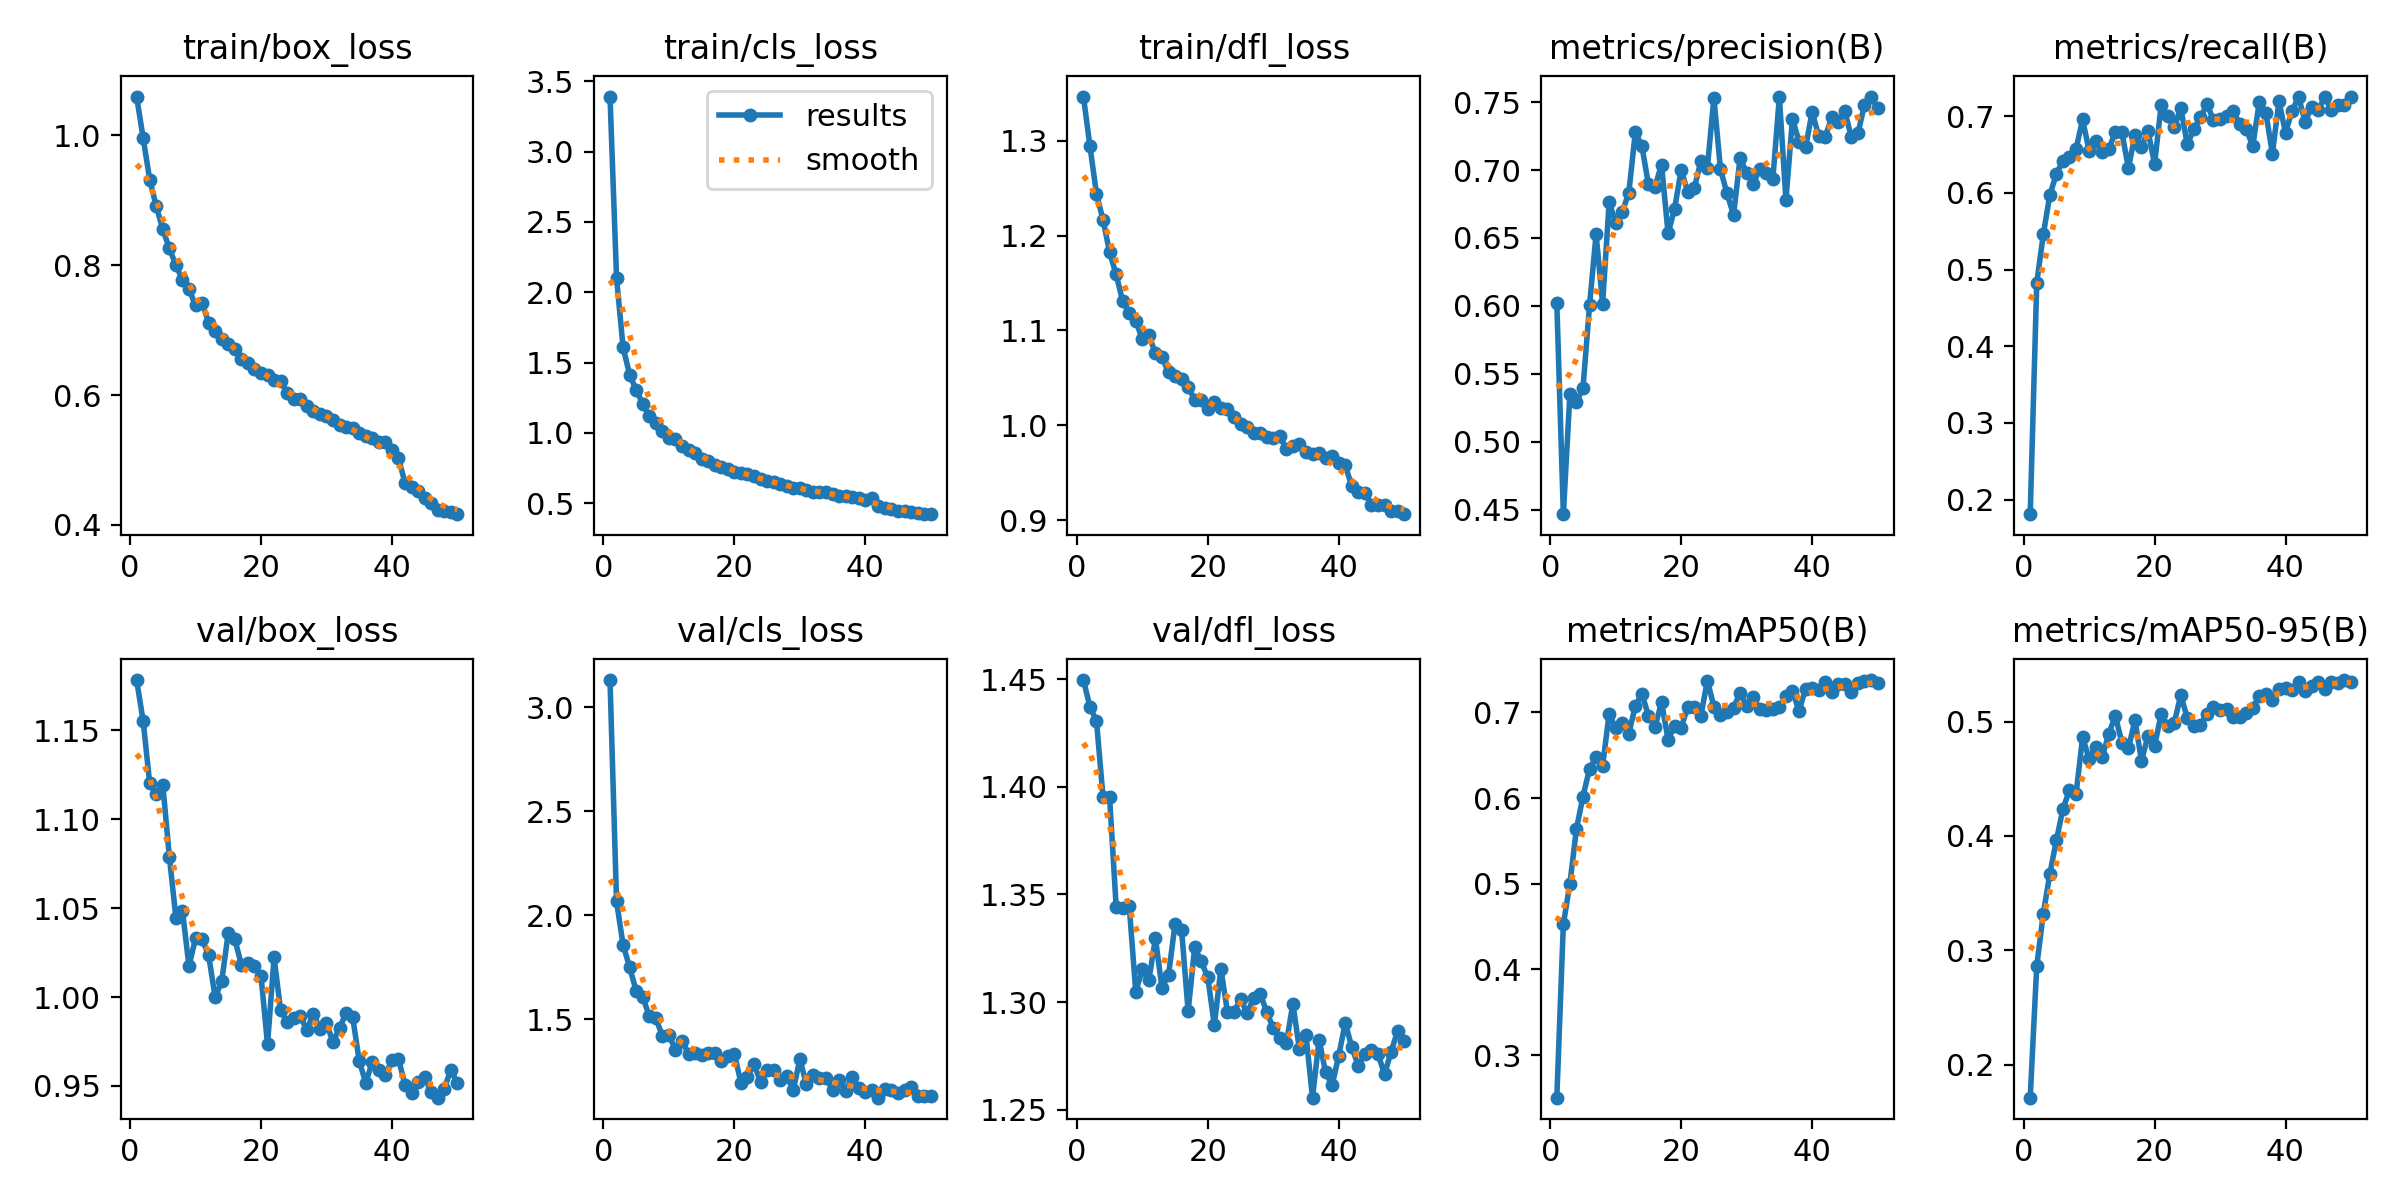 train/box_loss
train/cls_loss
train/dfl_loss
metrics/precision(B)
metrics/recall(B)
1.0
0.8
0.6
0.4
0 20 40
3.5
3.0
2.5
2.0
1.5
1.0
0.5
0 20 40
results
smooth
1.3
1.2
1.1
1.0
0.9
0 20 40
0.75
0.70
0.65
0.60
0.55
0.50
0.45
0 20 40
0.7
0.6
0.5
0.4
0.3
0.2
0 20 40
val/box_loss
val/cls_loss
val/dfl_loss
metrics/mAP50(B)
metrics/mAP50-95(B)
1.15
1.10
1.05
1.00
0.95
0 20 40
3.0
2.5
2.0
1.5
0 20 40
1.45
1.40
1.35
1.30
1.25
0 20 40
0.7
0.6
0.5
0.4
0.3
0 20 40
0.5
0.4
0.3
0.2
0 20 40